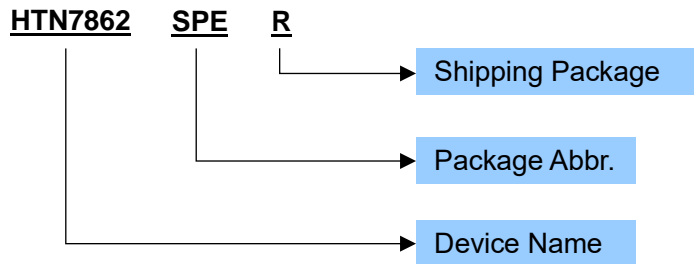 HTN7862 SPE R
Shipping Package
Package Abbr.
Device Name